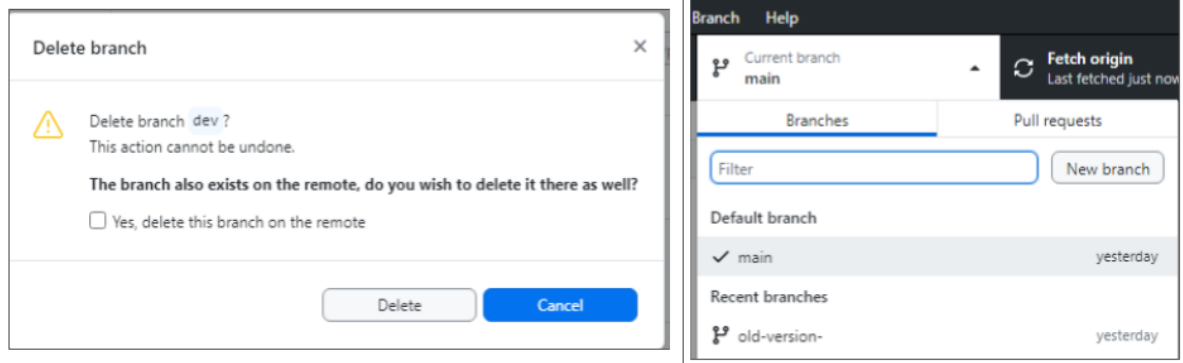 Delete branch
Delete branch dev ?
This action cannot be undone.
The branch also exists on the remote, do you wish to delete it there as well?
Yes, delete this branch on the remote
Delete Cancel
Branch Help
Current branch
main
Fetch origin
Last fetched just now
Branches Pull requests
Filter New branch
Default branch
main yesterday
Recent branches
old-version- yesterday